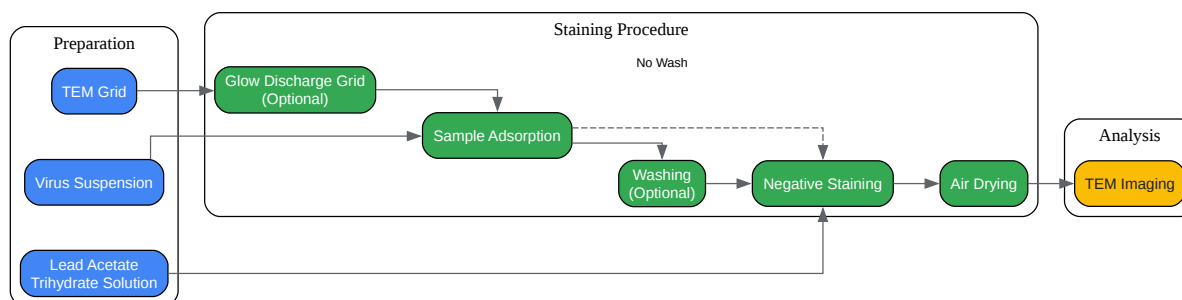 Preparation
TEM Grid
Virus Suspension
Lead Acetate
Trihydrate Solution
Staining Procedure
No Wash
Glow Discharge Grid
(Optional)
Sample Adsorption
Washing
(Optional)
Negative Staining
Air Drying
Analysis
TEM Imaging